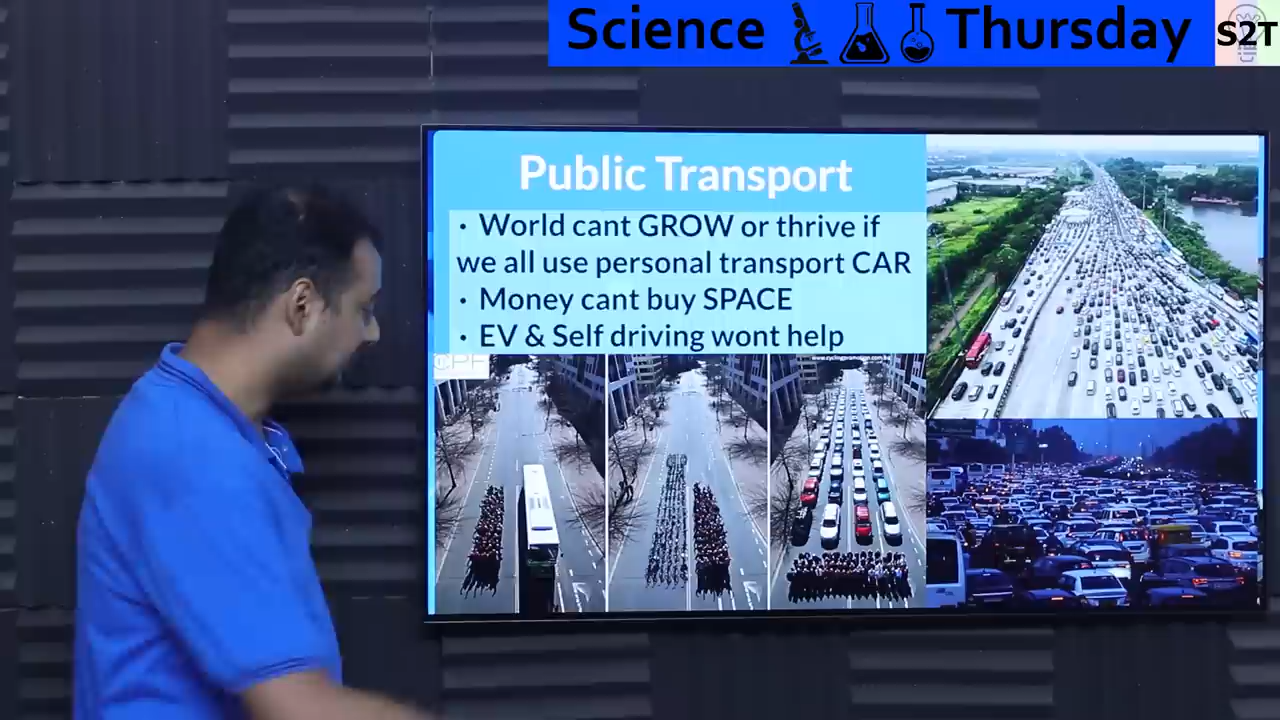 Science Thursday
S2T
Public Transport
• World cant GROW or thrive if
we all use personal transport CAR
• Money cant buy SPACE
• EV & Self driving wont help
CPF